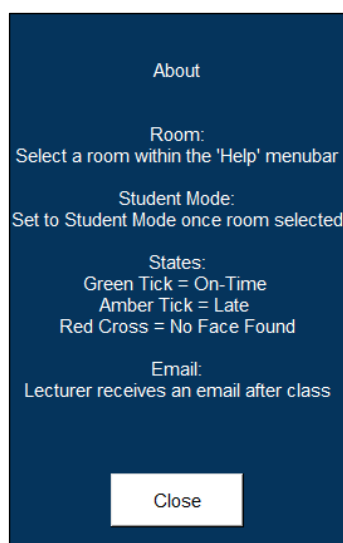 About
Room:
Select a room within the 'Help' menubar
Student Mode:
Set to Student Mode once room selected
States:
Green Tick = On-Time
Amber Tick = Late
Red Cross = No Face Found
Email:
Lecturer receives an email after class
Close